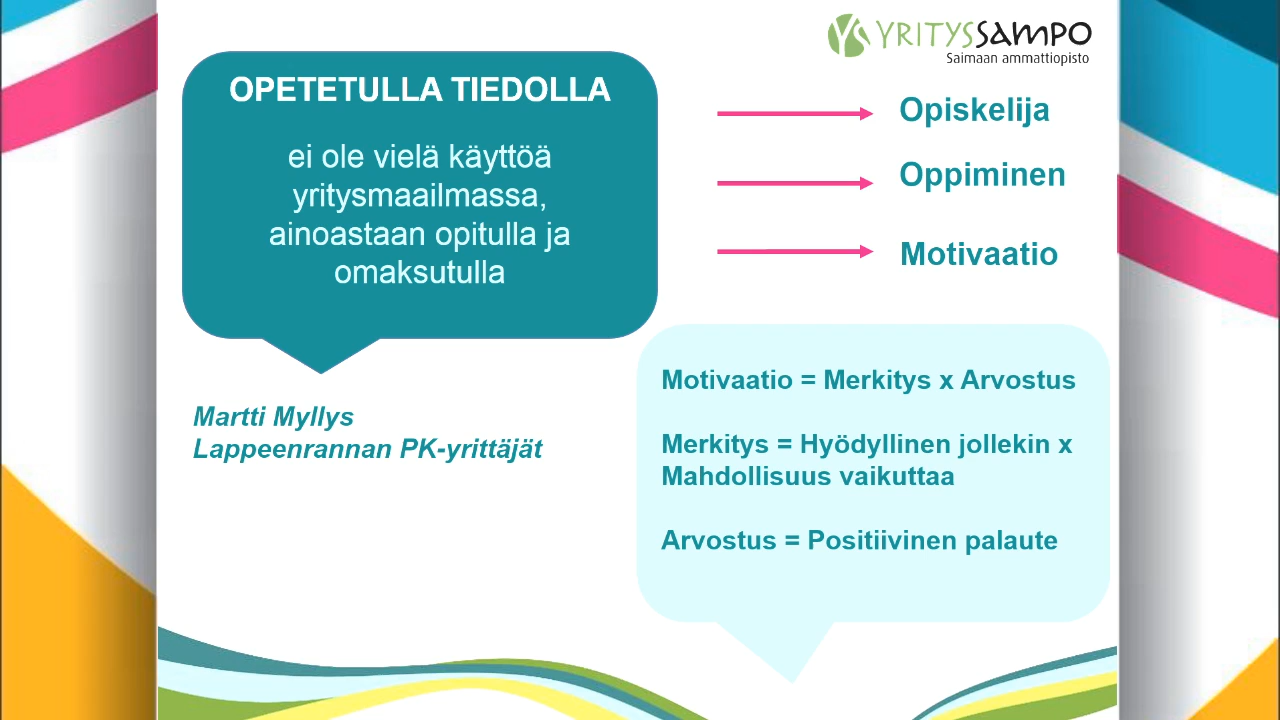 YRITYSSAMPO
Saimaan ammattiopisto
OPETETULLA TIEDOLLA
ei ole vielä käyttöä
yritysmaailmassa,
ainoastaan opitulla ja
omaksutulla
Opiskelija
Oppiminen
Motivaatio
Martti Myllys
Lappeenrannan PK-yrittäjät
Motivaatio = Merkitys x Arvostus
Merkitys = Hyödyllinen jollekin x
Mahdollisuus vaikuttaa
Arvostus = Positiivinen palaute